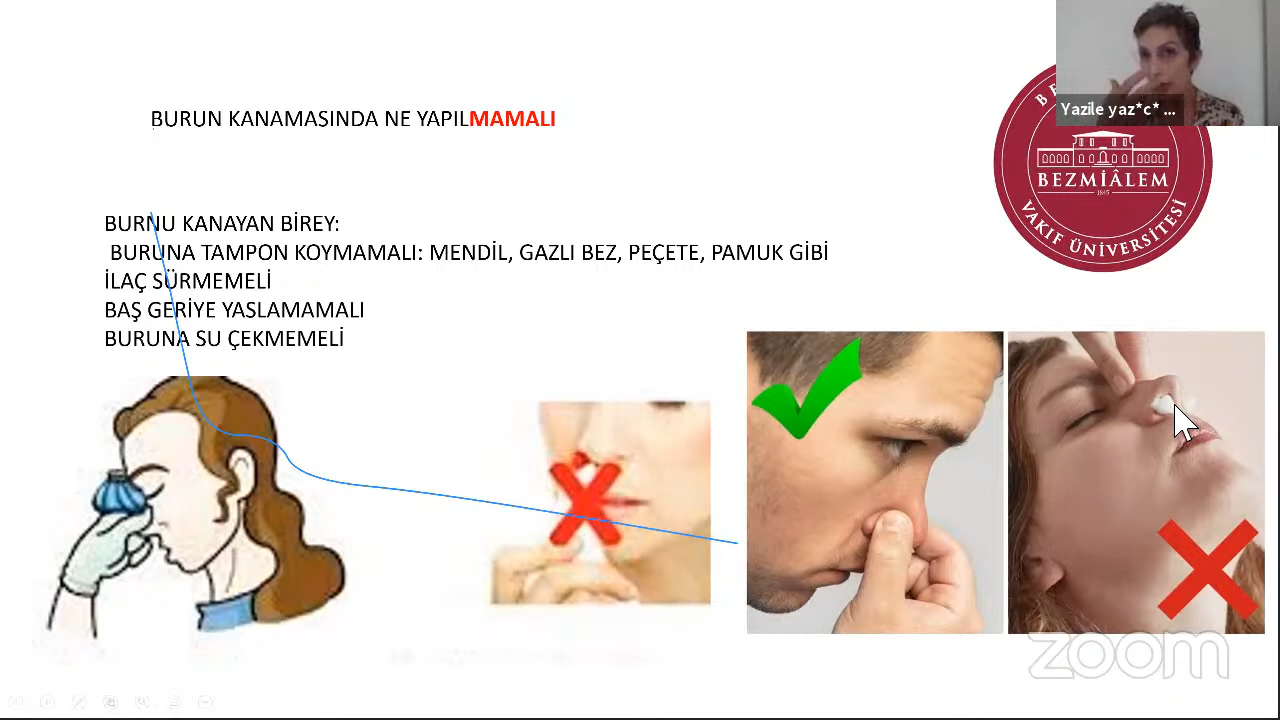 BURUN KANAMASINDA NE YAPILMAMALI
BURNU KANAYAN BİREY:
BURUNA TAMPON KOYMAMALI: MENDİL, GAZLI BEZ, PEÇETE, PAMUK GİBİ
İLAÇ SÜRMEMELİ
BAŞ GERİYE YASLAMAMALI
BURUNA SU ÇEKMEMELİ
Yazile yaz*c* ...
BEZMİÂLEM
1845
VAKIF ÜNİVERSİTESİ
zoom